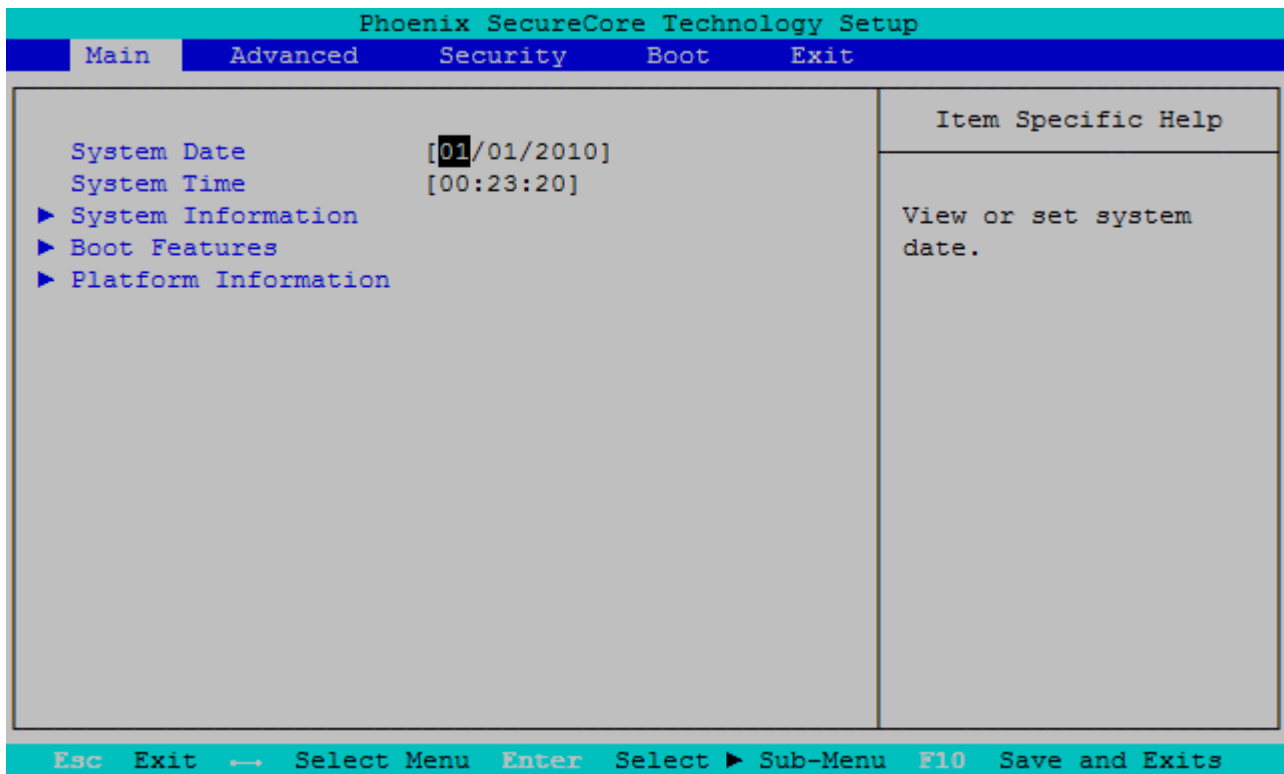 Phoenix SecureCore Technology Setup
Main Advanced Security Boot Exit
Item Specific Help
System Date [01/01/2010]
System Time [00:23:20]
► System Information
► Boot Features
► Platform Information
View or set system
date.
Esc Exit ←→ Select Menu Enter Select ► Sub-Menu F10 Save and Exits